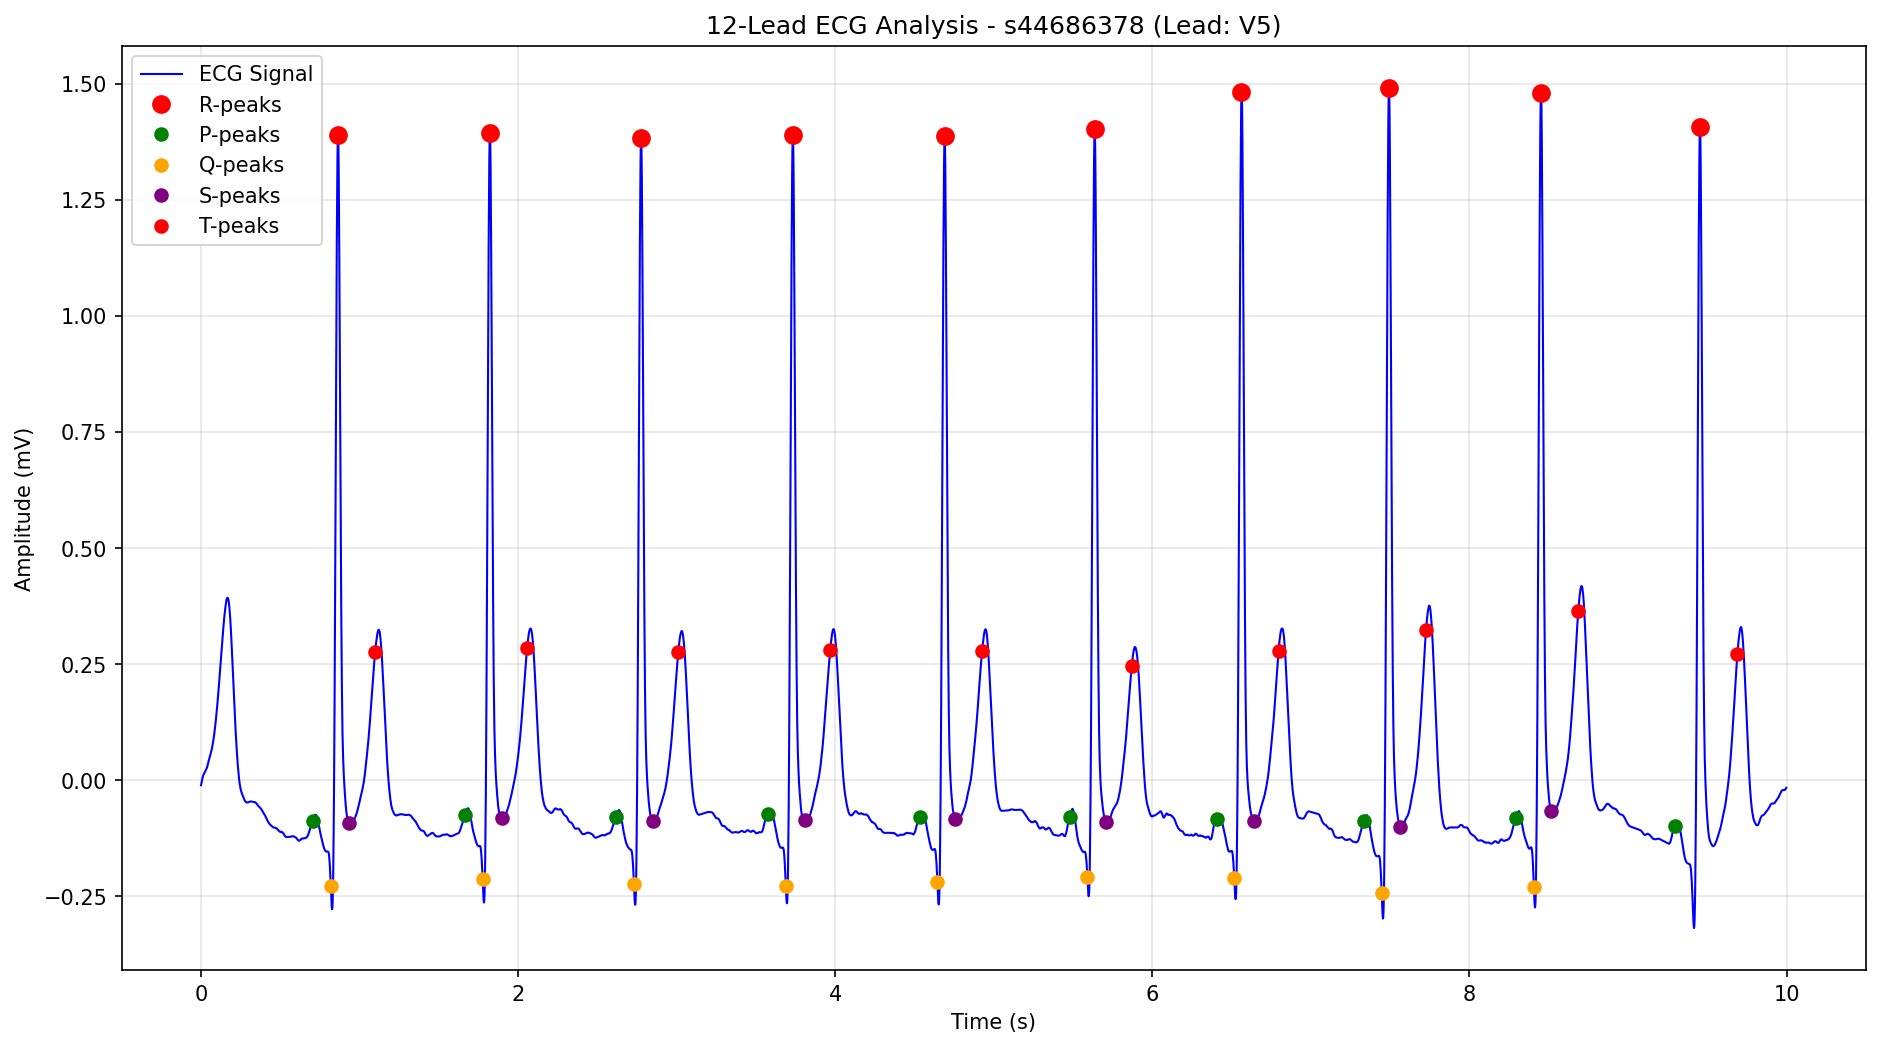 12-Lead ECG Analysis - s44686378 (Lead: V5)
ECG Signal
R-peaks
P-peaks
Q-peaks
S-peaks
T-peaks
Amplitude (mV)
1.50
1.25
1.00
0.75
0.50
0.25
0.00
−0.25
0 2 4 6 8 10
Time (s)